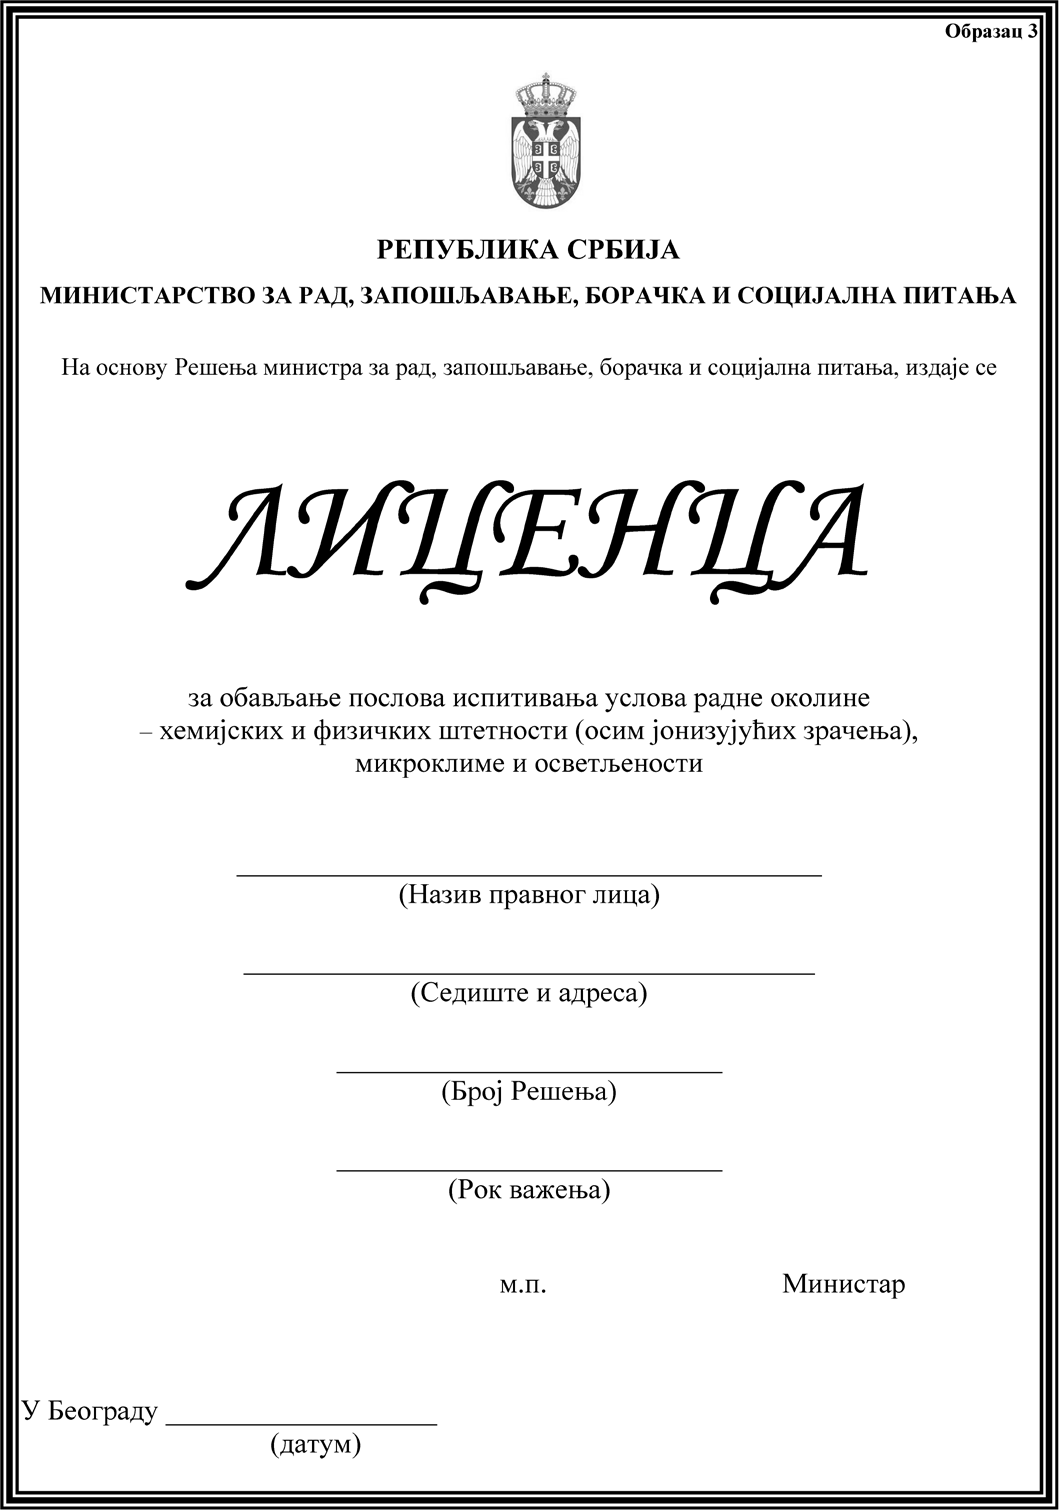 Образац 3
РЕПУБЛИКА СРБИЈА
МИНИСТАРСТВО ЗА РАД, ЗАПОШЉАВАЊЕ, БОРАЧКА И СОЦИЈАЛНА ПИТАЊА
На основу Решења министра за рад, запошљавање, борачка и социјална питања, издаје се
ЛИЦЕНЦА
за обављање послова испитивања услова радне околине
– хемијских и физичких штетности (осим јонизујућих зрачења),
микроклиме и осветљености
(Назив правног лица)
(Седиште и адреса)
(Број Решења)
(Рок важења)
м.п. Министар
У Београду ____________________
(датум)